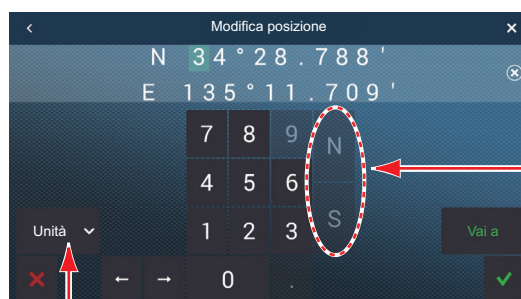 Modifica posizione
N 34°28.788'
E 135°11.709'
7 8 9 N
4 5 6
S
Unità 1 2 3 Vai a
0 .